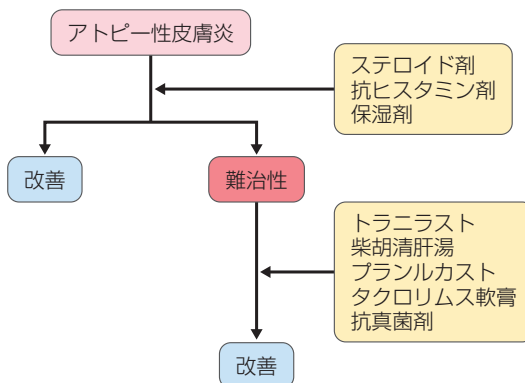 アトピー性皮膚炎
ステロイド剤
抗ヒスタミン剤
保湿剤
改善
難治性
トラニラスト
柴胡清肝湯
プランルカスト
タクロリムス軟膏
抗真菌剤
改善